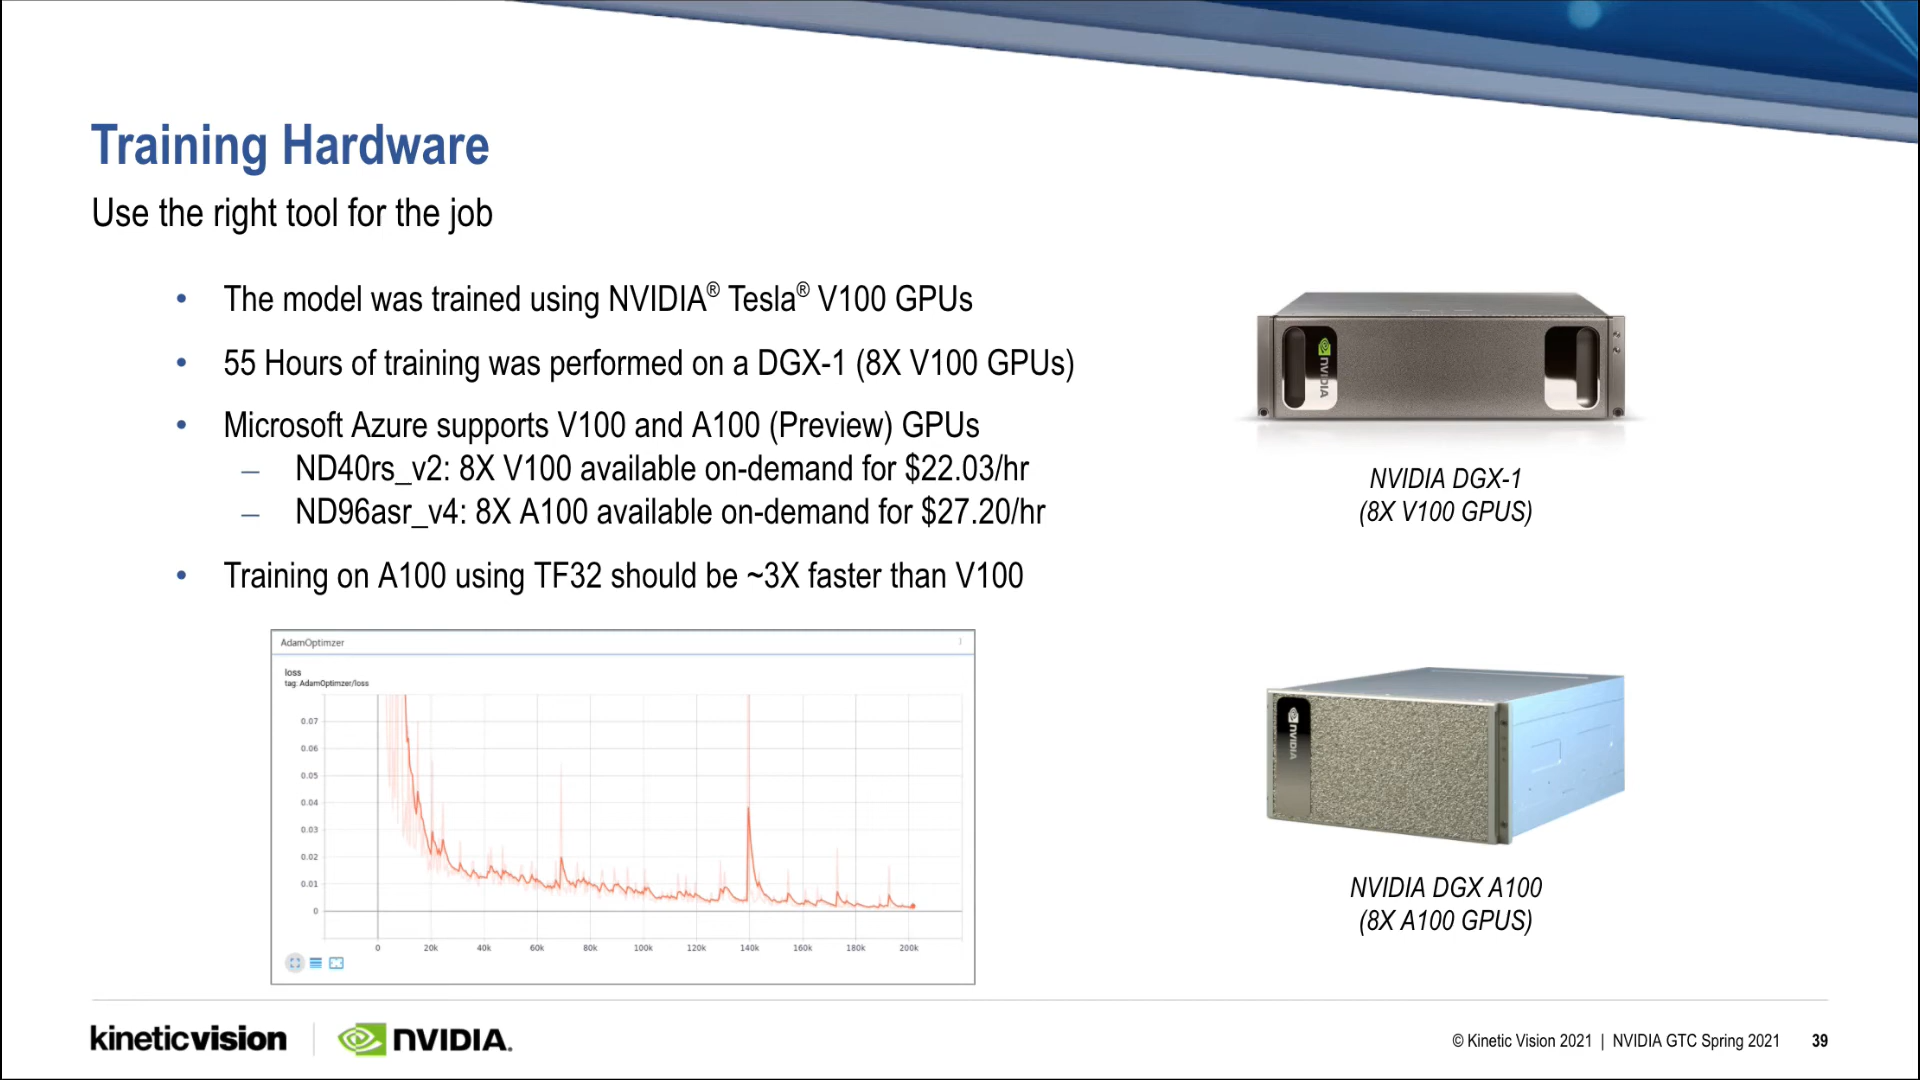 Training Hardware
Use the right tool for the job
• The model was trained using NVIDIA® Tesla® V100 GPUs
• 55 Hours of training was performed on a DGX-1 (8X V100 GPUs)
• Microsoft Azure supports V100 and A100 (Preview) GPUs
– ND40rs_v2: 8X V100 available on-demand for $22.03/hr
– ND96asr_v4: 8X A100 available on-demand for $27.20/hr
• Training on A100 using TF32 should be ~3X faster than V100
NVIDIA
NVIDIA DGX-1
(8X V100 GPUS)
AdamOptimzer
loss
tag: AdamOptimzer/loss
0.07
0.06
0.05
0.04
0.03
0.02
0.01
0
0 20k 40k 60k 80k 100k 120k 140k 160k 180k 200k
NVIDIA
NVIDIA DGX A100
(8X A100 GPUS)
kineticvision
NVIDIA.
© Kinetic Vision 2021 | NVIDIA GTC Spring 2021 39